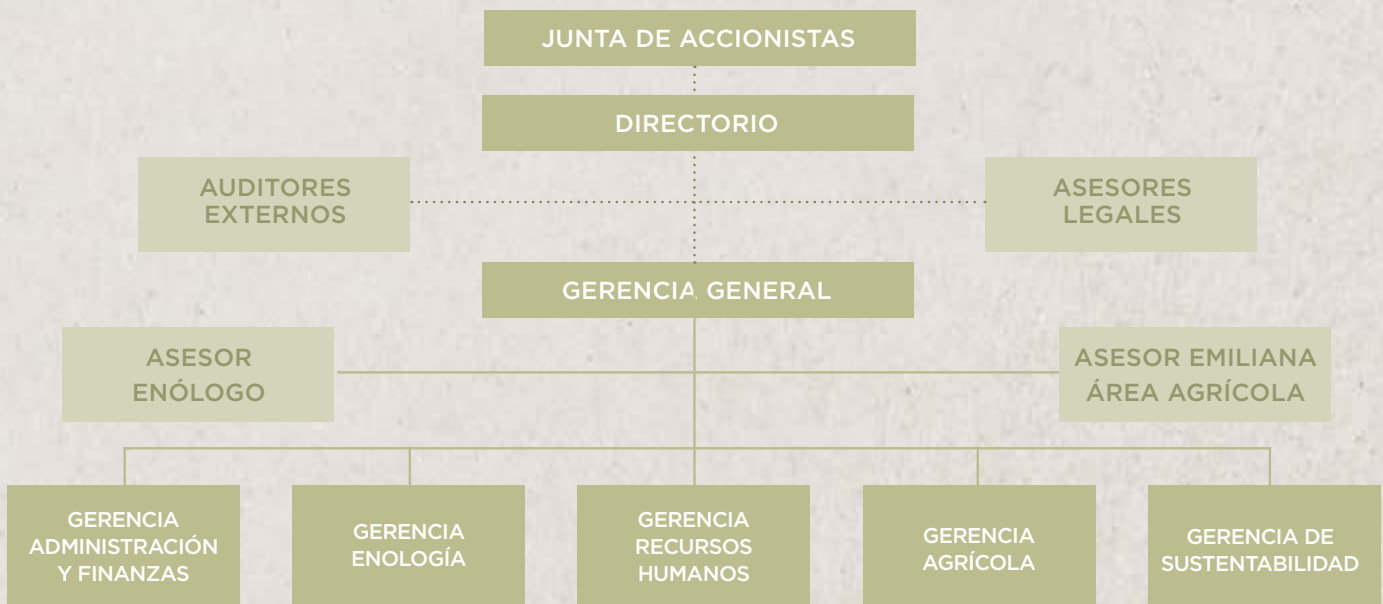 JUNTA DE ACCIONISTAS
DIRECTORIO
AUDITORES
EXTERNOS
ASESORES
LEGALES
GERENCIA GENERAL
ASESOR
ENÓLOGO
ASESOR EMILIANA
ÁREA AGRÍCOLA
GERENCIA
ADMINISTRACIÓN
Y FINANZAS
GERENCIA
ENOLOGÍA
GERENCIA
RECURSOS
HUMANOS
GERENCIA
AGRÍCOLA
GERENCIA DE
SUSTENTABILIDAD